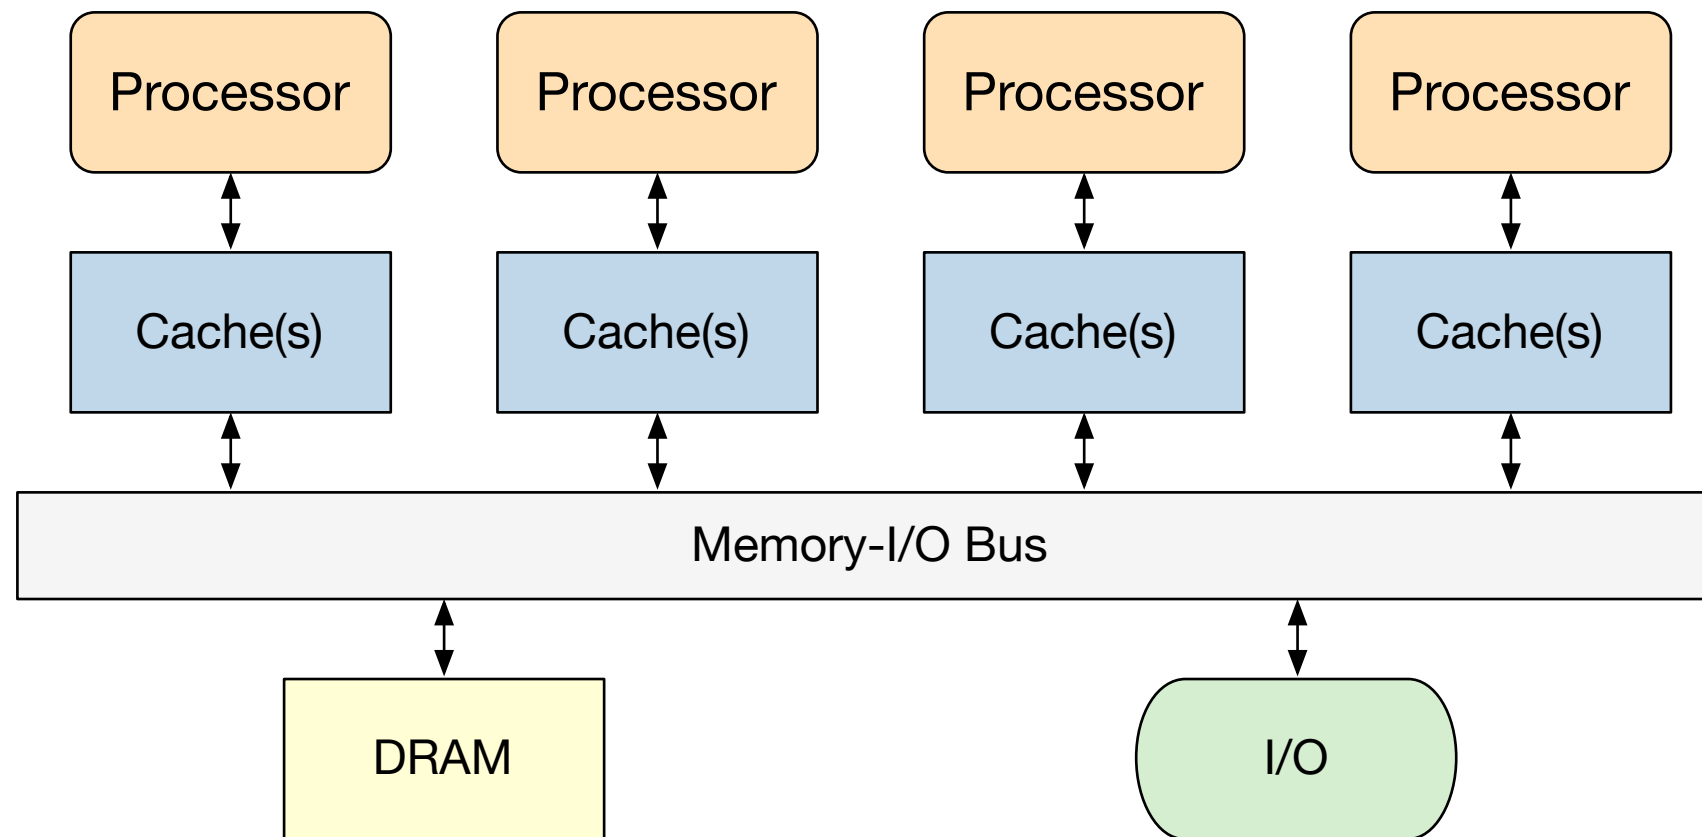 Processor
Processor
Processor
Processor
Cache(s)
Cache(s)
Cache(s)
Cache(s)
Memory-I/O Bus
DRAM
I/O